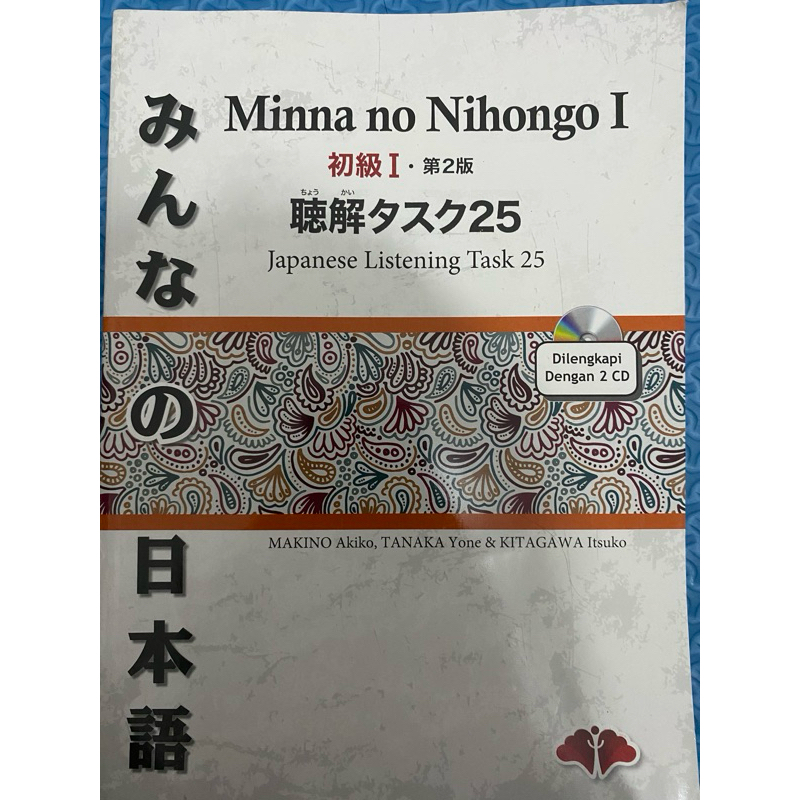 みんなの日本語
Minna no Nihongo I
初級I・第2版
ちょう かい
聴解タスク25
Japanese Listening Task 25
Dilengkapi
Dengan 2 CD
MAKINO Akiko, TANAKA Yone & KITAGAWA Itsuko